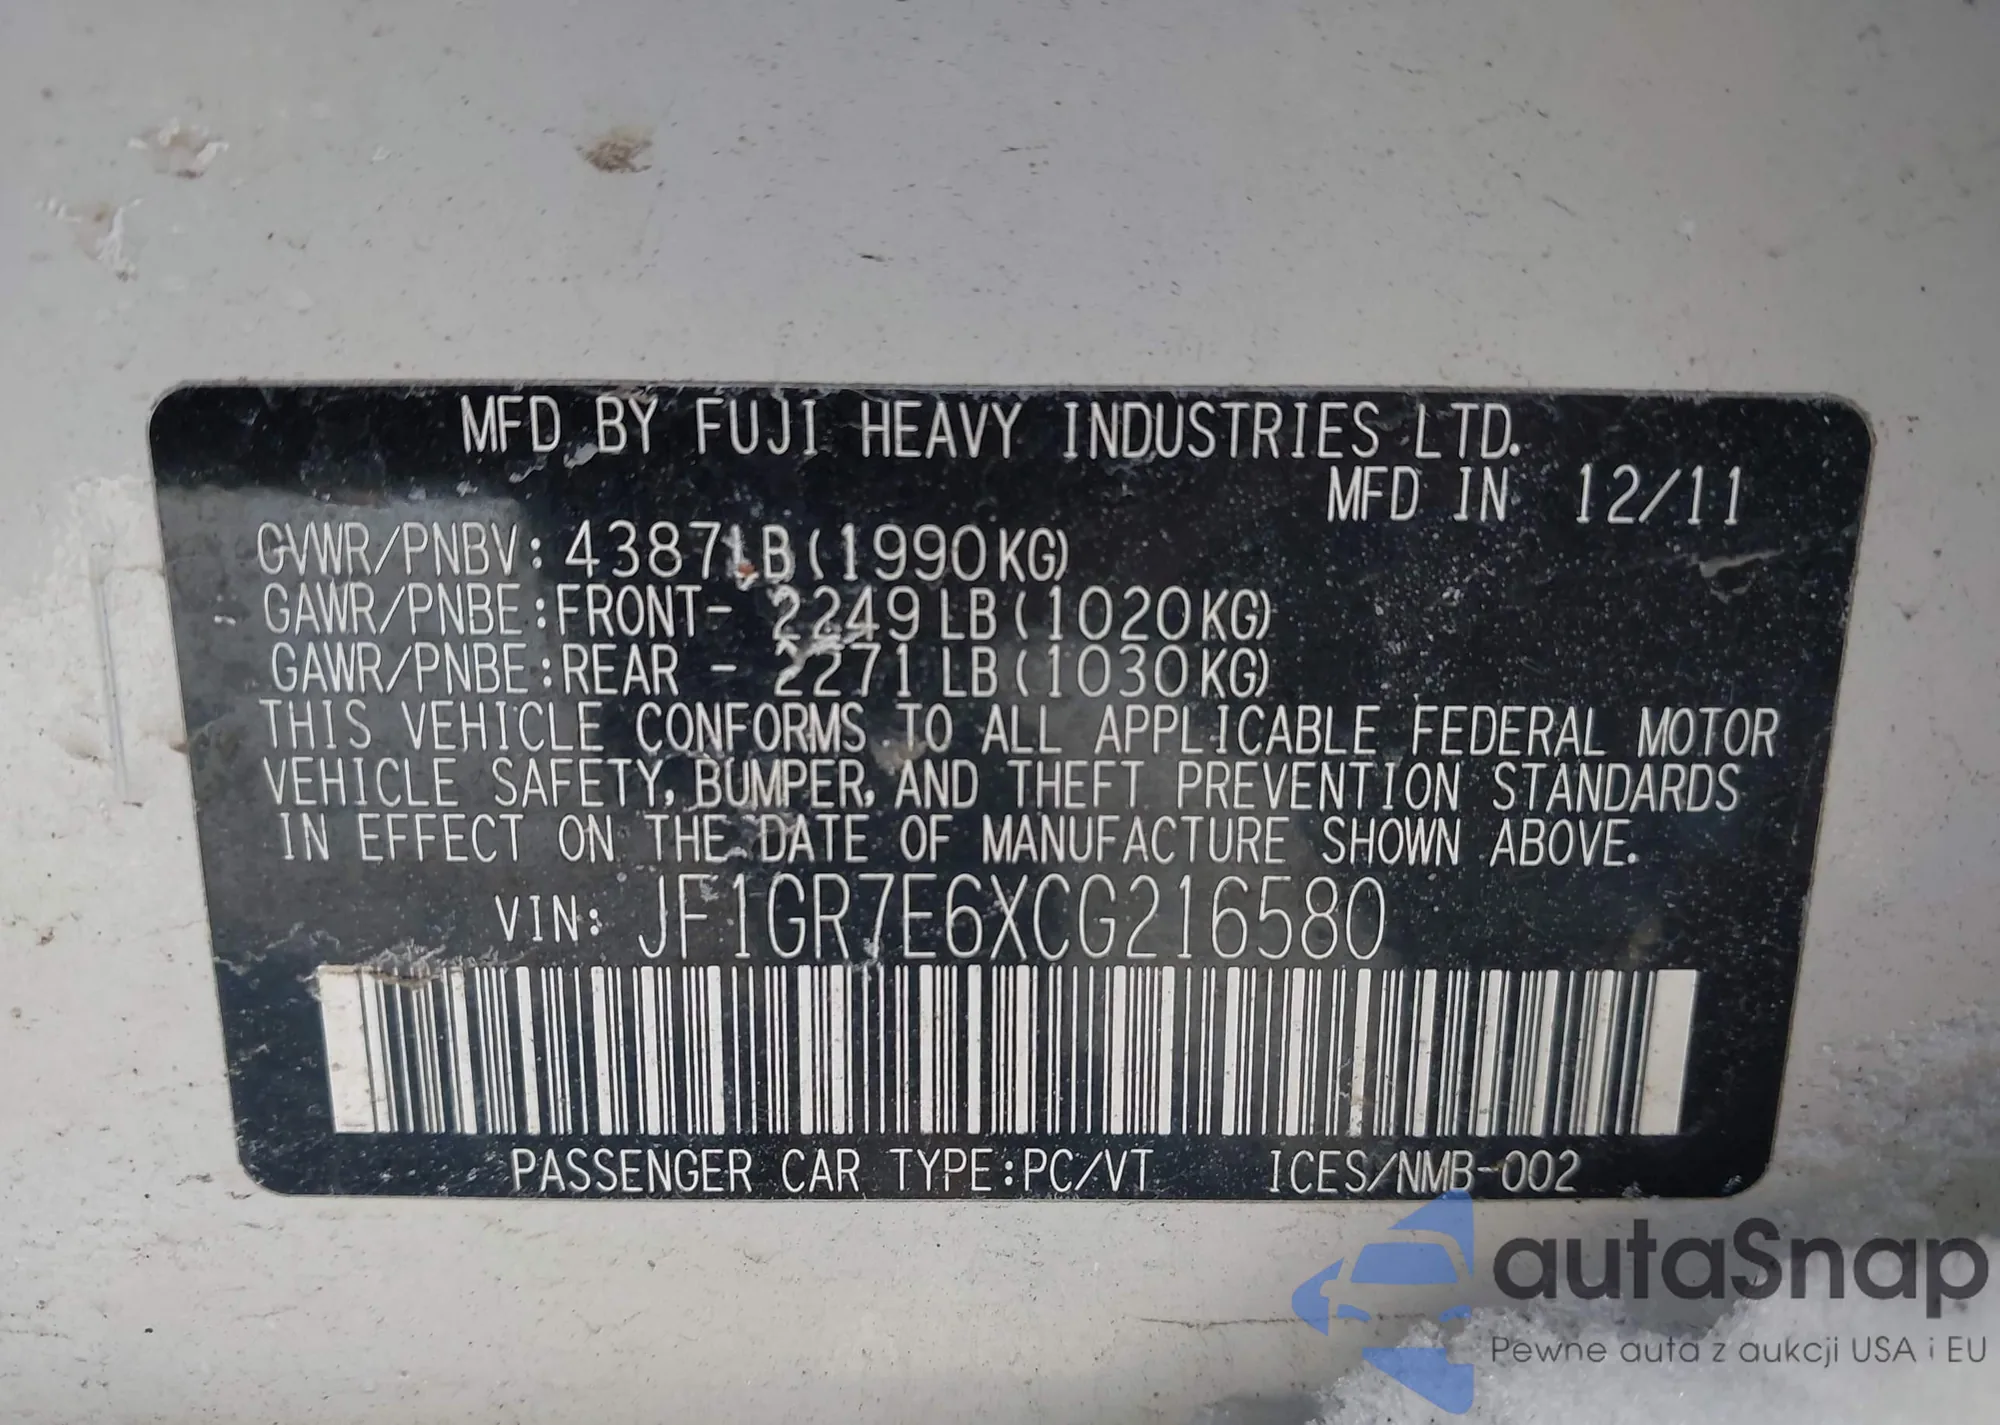 MFD BY FUJI HEAVY INDUSTRIES LTD.
MFD IN 12/11
GVWR/PNBV: 4387LB(1990KG)
GAWR/PNBE:FRONT- 2249LB(1020KG)
GAWR/PNBE:REAR - 2271LB(1030KG)
THIS VEHICLE CONFORMS TO ALL APPLICABLE FEDERAL MOTOR
VEHICLE SAFETY, BUMPER, AND THEFT PREVENTION STANDARDS
IN EFFECT ON THE DATE OF MANUFACTURE SHOWN ABOVE.
VIN: JF1GR7E6XCG216580
PASSENGER CAR TYPE:PC/VT ICES/NMB-002
autaSnap
Pewne auta z aukcji USA i EU